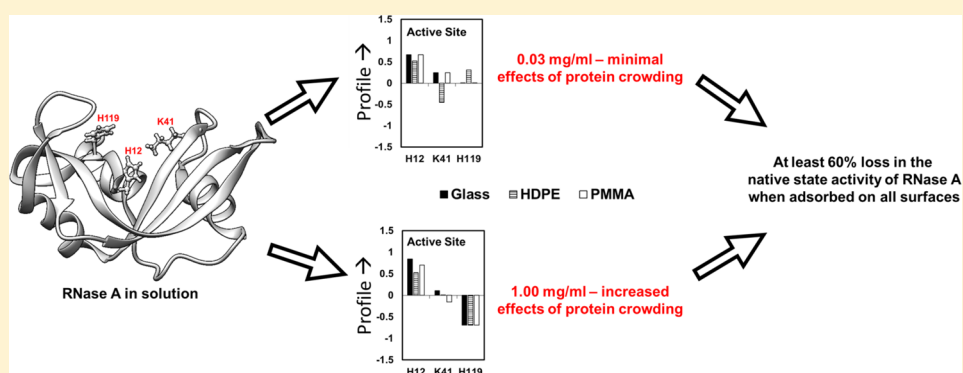 H119
K41
H12
RNase A in solution
Profile →
1.5
1
0.5
0
-0.5
-1
-1.5
Active Site
H12 K41 H119
0.03 mg/ml – minimal
effects of protein crowding
Glass HDPE PMMA
Profile →
1.5
1
0.5
0
-0.5
-1
-1.5
Active Site
H12 K41 H119
1.00 mg/ml – increased
effects of protein crowding
At least 60% loss in the
native state activity of RNase A
when adsorbed on all surfaces